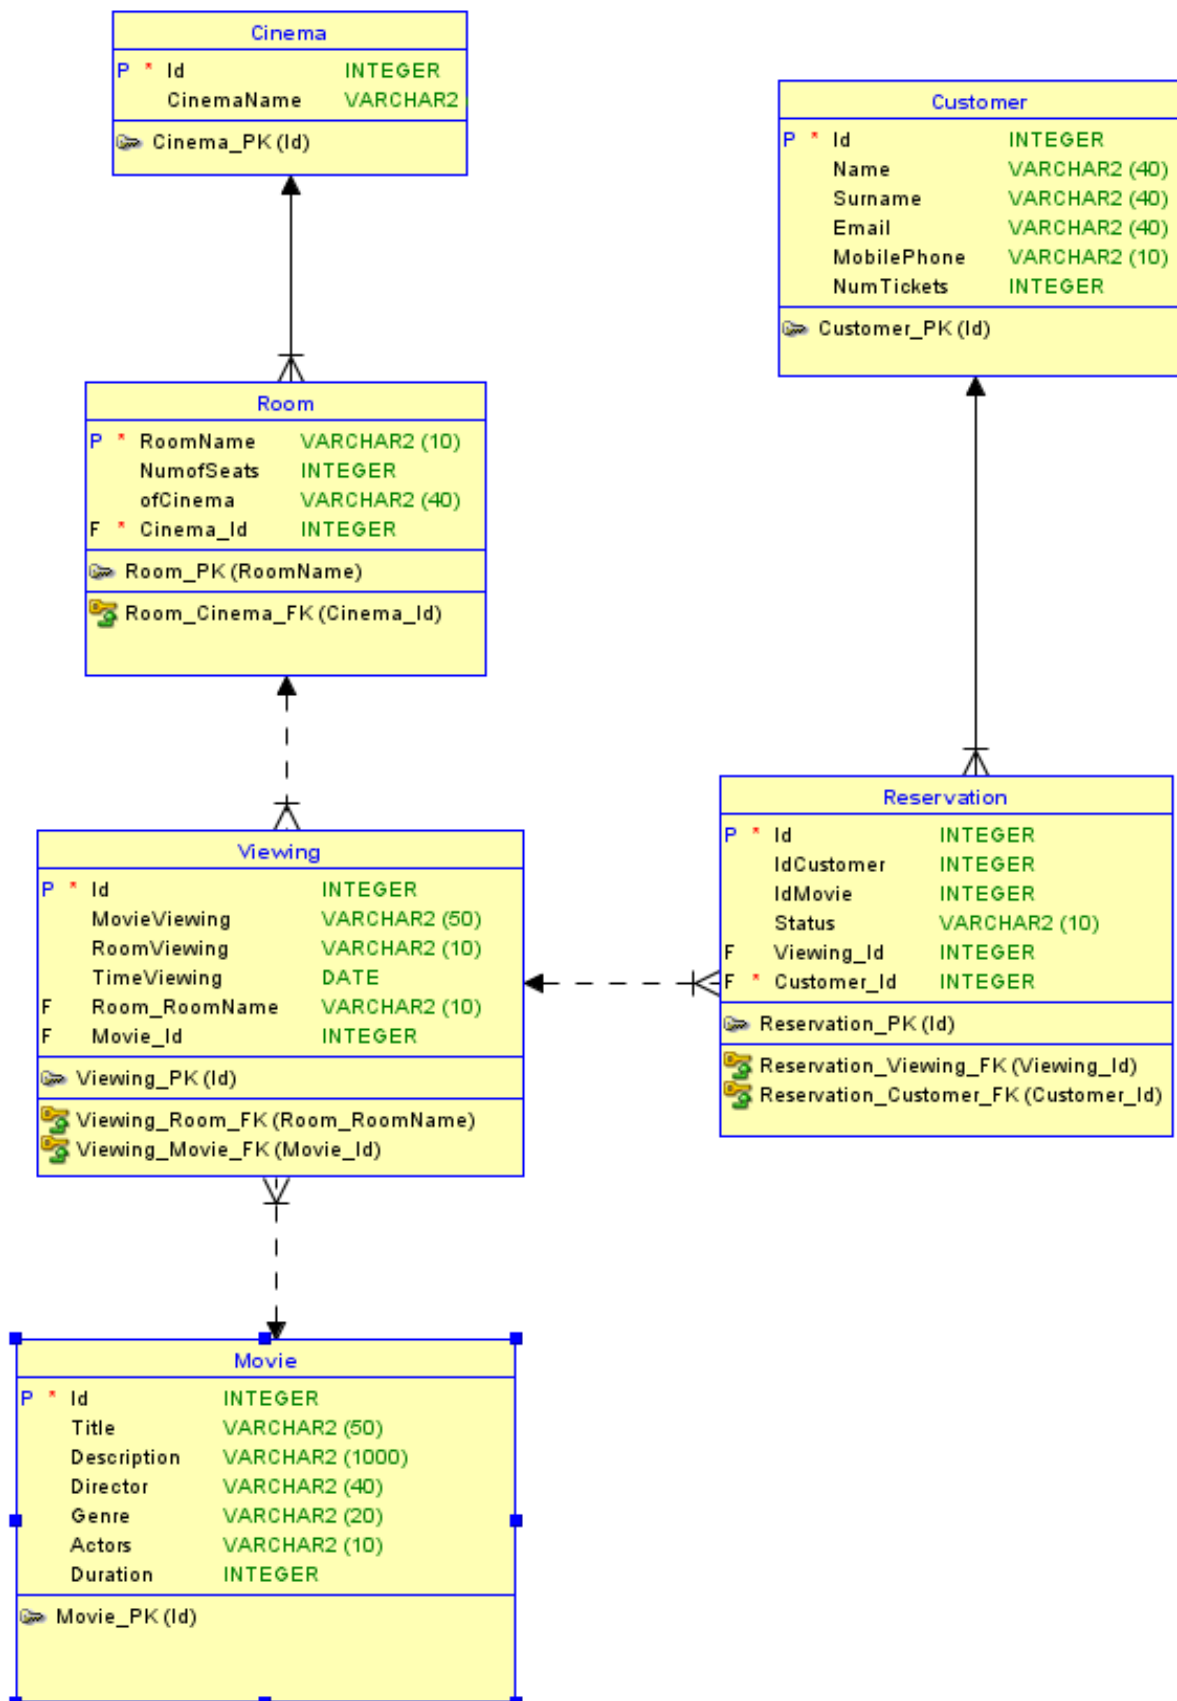 Cinema
P * Id INTEGER
CinemaName VARCHAR2
Cinema_PK (Id)
Customer
P * Id INTEGER
Name VARCHAR2 (40)
Surname VARCHAR2 (40)
Email VARCHAR2 (40)
MobilePhone VARCHAR2 (10)
NumTickets INTEGER
Customer_PK (Id)
Room
P * RoomName VARCHAR2 (10)
NumofSeats INTEGER
ofCinema VARCHAR2 (40)
F * Cinema_Id INTEGER
Room_PK (RoomName)
Room_Cinema_FK (Cinema_Id)
Viewing
P * Id INTEGER
MovieViewing VARCHAR2 (50)
RoomViewing VARCHAR2 (10)
TimeViewing DATE
F Room_RoomName VARCHAR2 (10)
F Movie_Id INTEGER
Viewing_PK (Id)
Viewing_Room_FK (Room_RoomName)
Viewing_Movie_FK (Movie_Id)
Reservation
P * Id INTEGER
IdCustomer INTEGER
IdMovie INTEGER
Status VARCHAR2 (10)
F Viewing_Id INTEGER
F * Customer_Id INTEGER
Reservation_PK (Id)
Reservation_Viewing_FK (Viewing_Id)
Reservation_Customer_FK (Customer_Id)
Movie
P * Id INTEGER
Title VARCHAR2 (50)
Description VARCHAR2 (1000)
Director VARCHAR2 (40)
Genre VARCHAR2 (20)
Actors VARCHAR2 (10)
Duration INTEGER
Movie_PK (Id)